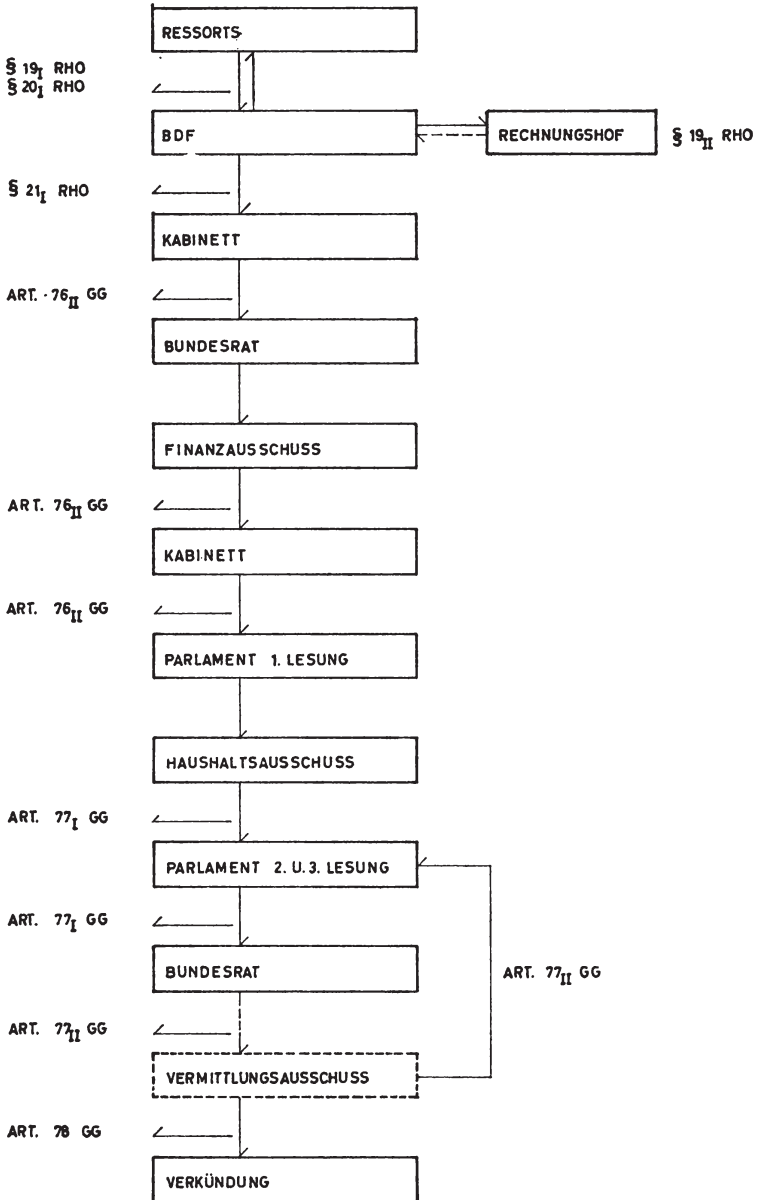 RESSORTS
§ 19I RHO
§ 20I RHO
BDF
RECHNUNGSHOF § 19II RHO
§ 21I RHO
KABINETT
ART. 76II GG
BUNDESRAT
FINANZAUSSCHUSS
ART. 76II GG
KABINETT
ART. 76II GG
PARLAMENT 1. LESUNG
HAUSHALTSAUSSCHUSS
ART. 77I GG
PARLAMENT 2. U. 3. LESUNG
ART. 77I GG
BUNDESRAT
ART. 77II GG
ART. 77II GG
VERMITTLUNGSAUSSCHUSS
ART. 78 GG
VERKÜNDUNG